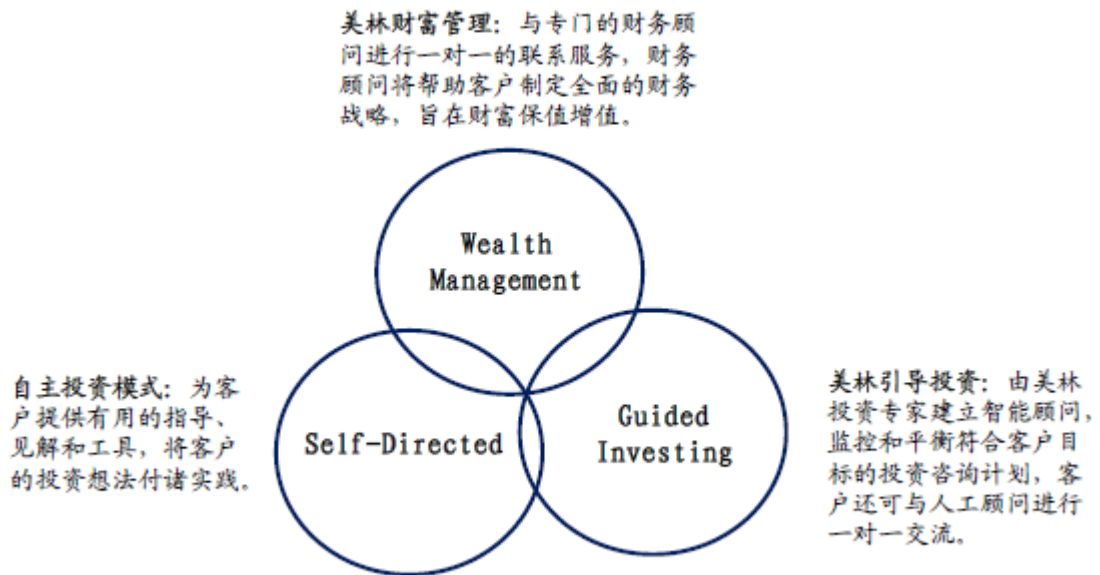 美林财富管理：与专门的财务顾
问进行一对一的联系服务，财务
顾问将帮助客户制定全面的财务
战略，旨在财富保值增值。
Wealth
Management
自主投资模式：为客
户提供有用的指导、
见解和工具，将客户
的投资想法付诸实践。
Self-Directed
Guided
Investing
美林引导投资：由美林
投资专家建立智能顾问，
监控和平衡符合客户目
标的投资咨询计划，客
户还可与人工顾问进行
一对一交流。